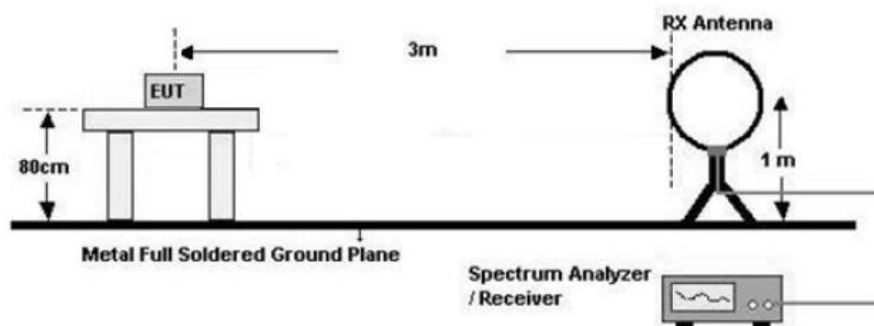 RX Antenna
3m
EUT
80cm
1 m
Metal Full Soldered Ground Plane
Spectrum Analyzer
/ Receiver